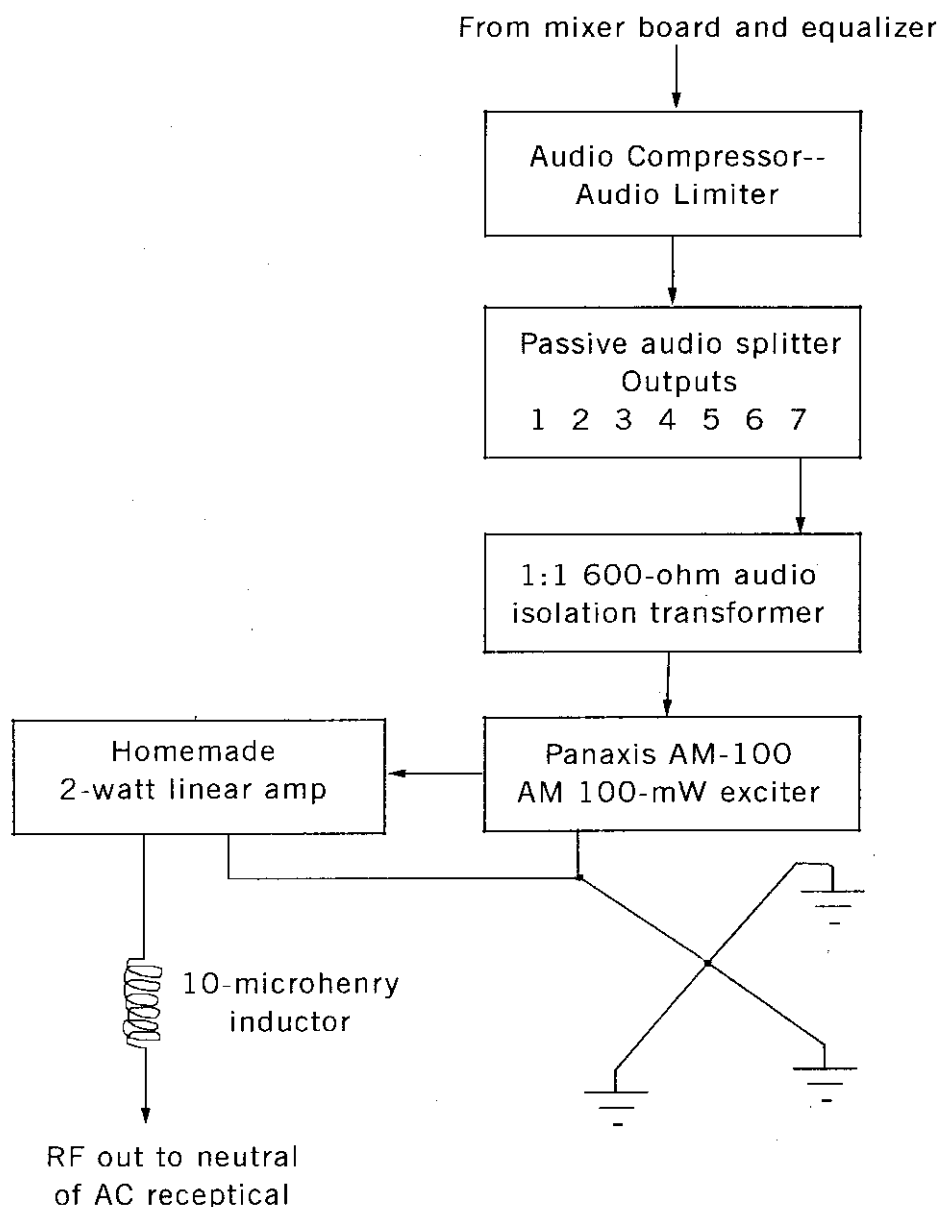 From mixer board and equalizer
Audio Compressor--
Audio Limiter
Passive audio splitter
Outputs
1 2 3 4 5 6 7
1:1 600-ohm audio
isolation transformer
Homemade
2-watt linear amp
Panaxis AM-100
AM 100-mW exciter
10-microhenry
inductor
RF out to neutral
of AC receptical